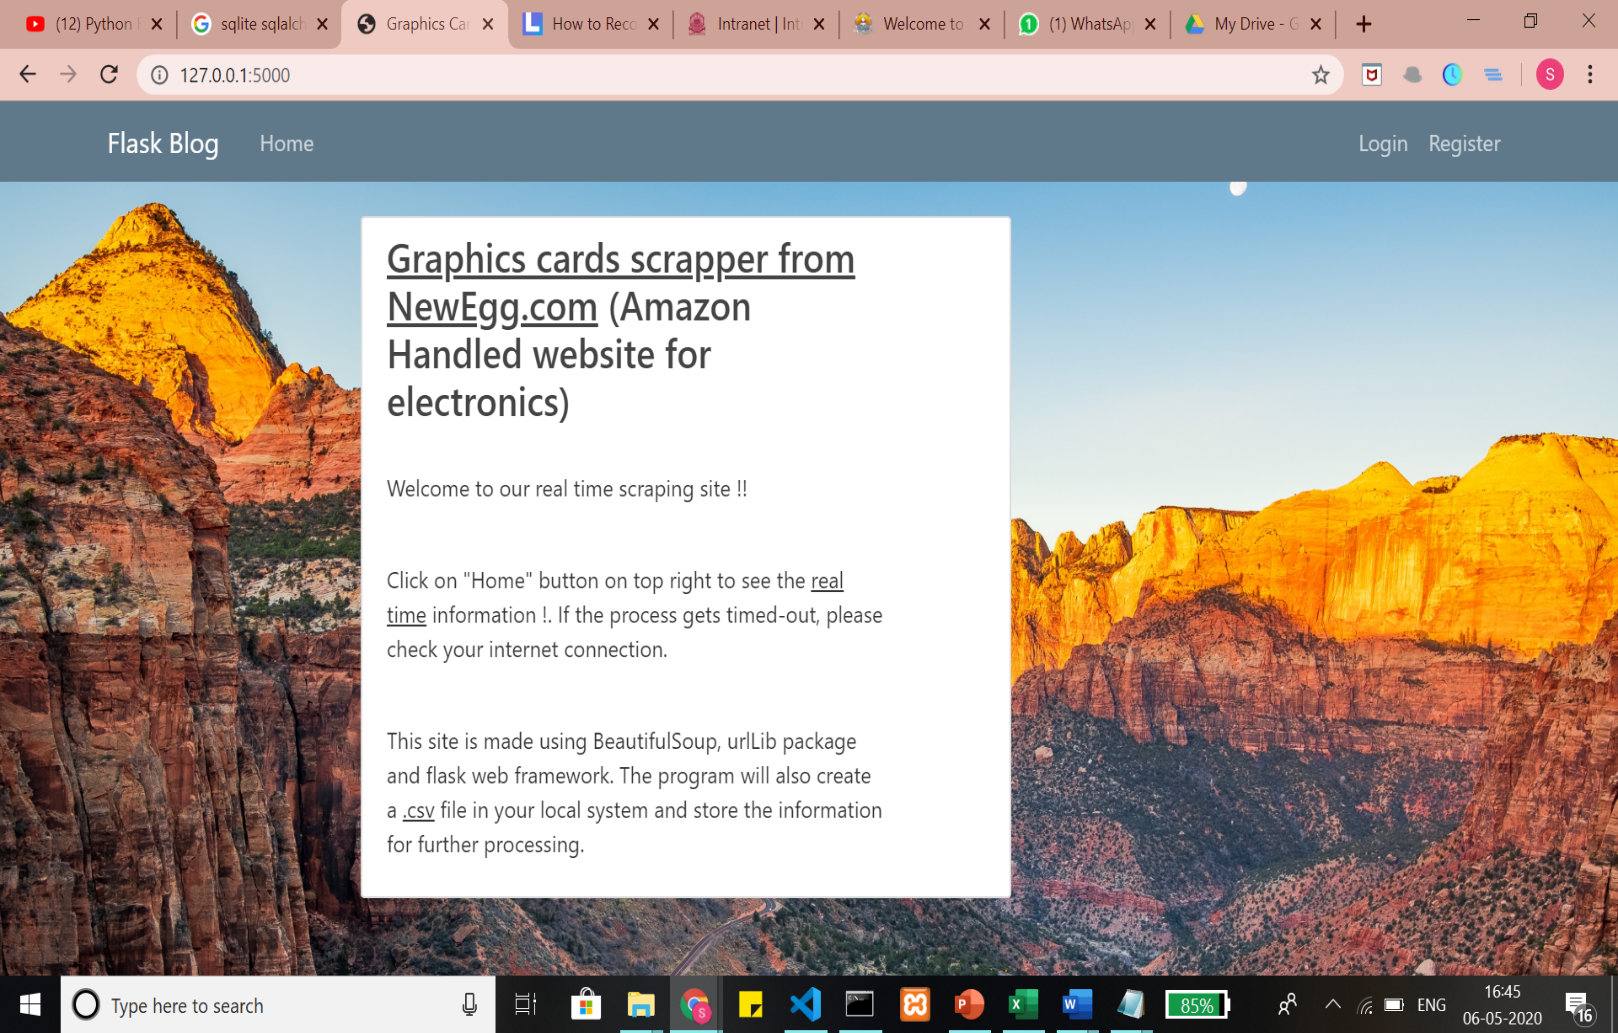 (12) Python
sqlite sqlalch
Graphics Car
How to Reco
Intranet | Int
Welcome to
(1) WhatsAp
My Drive - G
127.0.0.1:5000
S
Flask Blog
Home
Login
Register
Graphics cards scrapper from
NewEgg.com (Amazon
Handled website for
electronics)
Welcome to our real time scraping site !!
Click on "Home" button on top right to see the real
time information !. If the process gets timed-out, please
check your internet connection.
This site is made using BeautifulSoup, urlLib package
and flask web framework. The program will also create
a .csv file in your local system and store the information
for further processing.
Type here to search
85%
ENG
16:45
06-05-2020
16